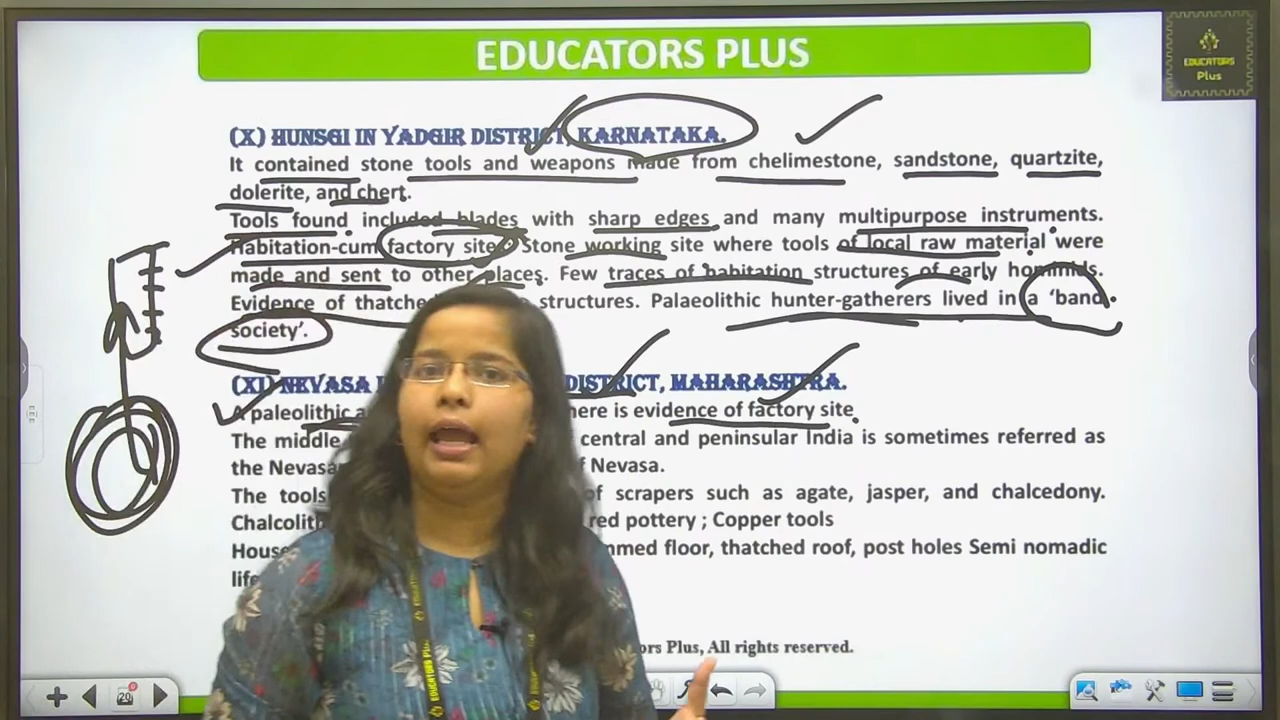 EDUCATORS PLUS
EDUCATORS
Plus
(X) HUNSGI IN YADGIR DISTRICT, KARNATAKA.
It contained stone tools and weapons made from chelimestone, sandstone, quartzite,
dolerite, and chert.
Tools found included blades with sharp edges and many multipurpose instruments.
Habitation-cum factory site. Stone working site where tools of local raw material were
made and sent to other places. Few traces of habitation structures of early hominids.
Evidence of thatched structures. Palaeolithic hunter-gatherers lived in a 'band
society'.
(XI) NEVASA DISTRICT, MAHARASHTRA.
A paleolithic here is evidence of factory site.
The middle central and peninsular India is sometimes referred as
the Nevasa f Nevasa.
The tools of scrapers such as agate, jasper, and chalcedony.
red pottery ; Copper tools
floor, thatched roof, post holes Semi nomadic
ors Plus, All rights reserved.
20